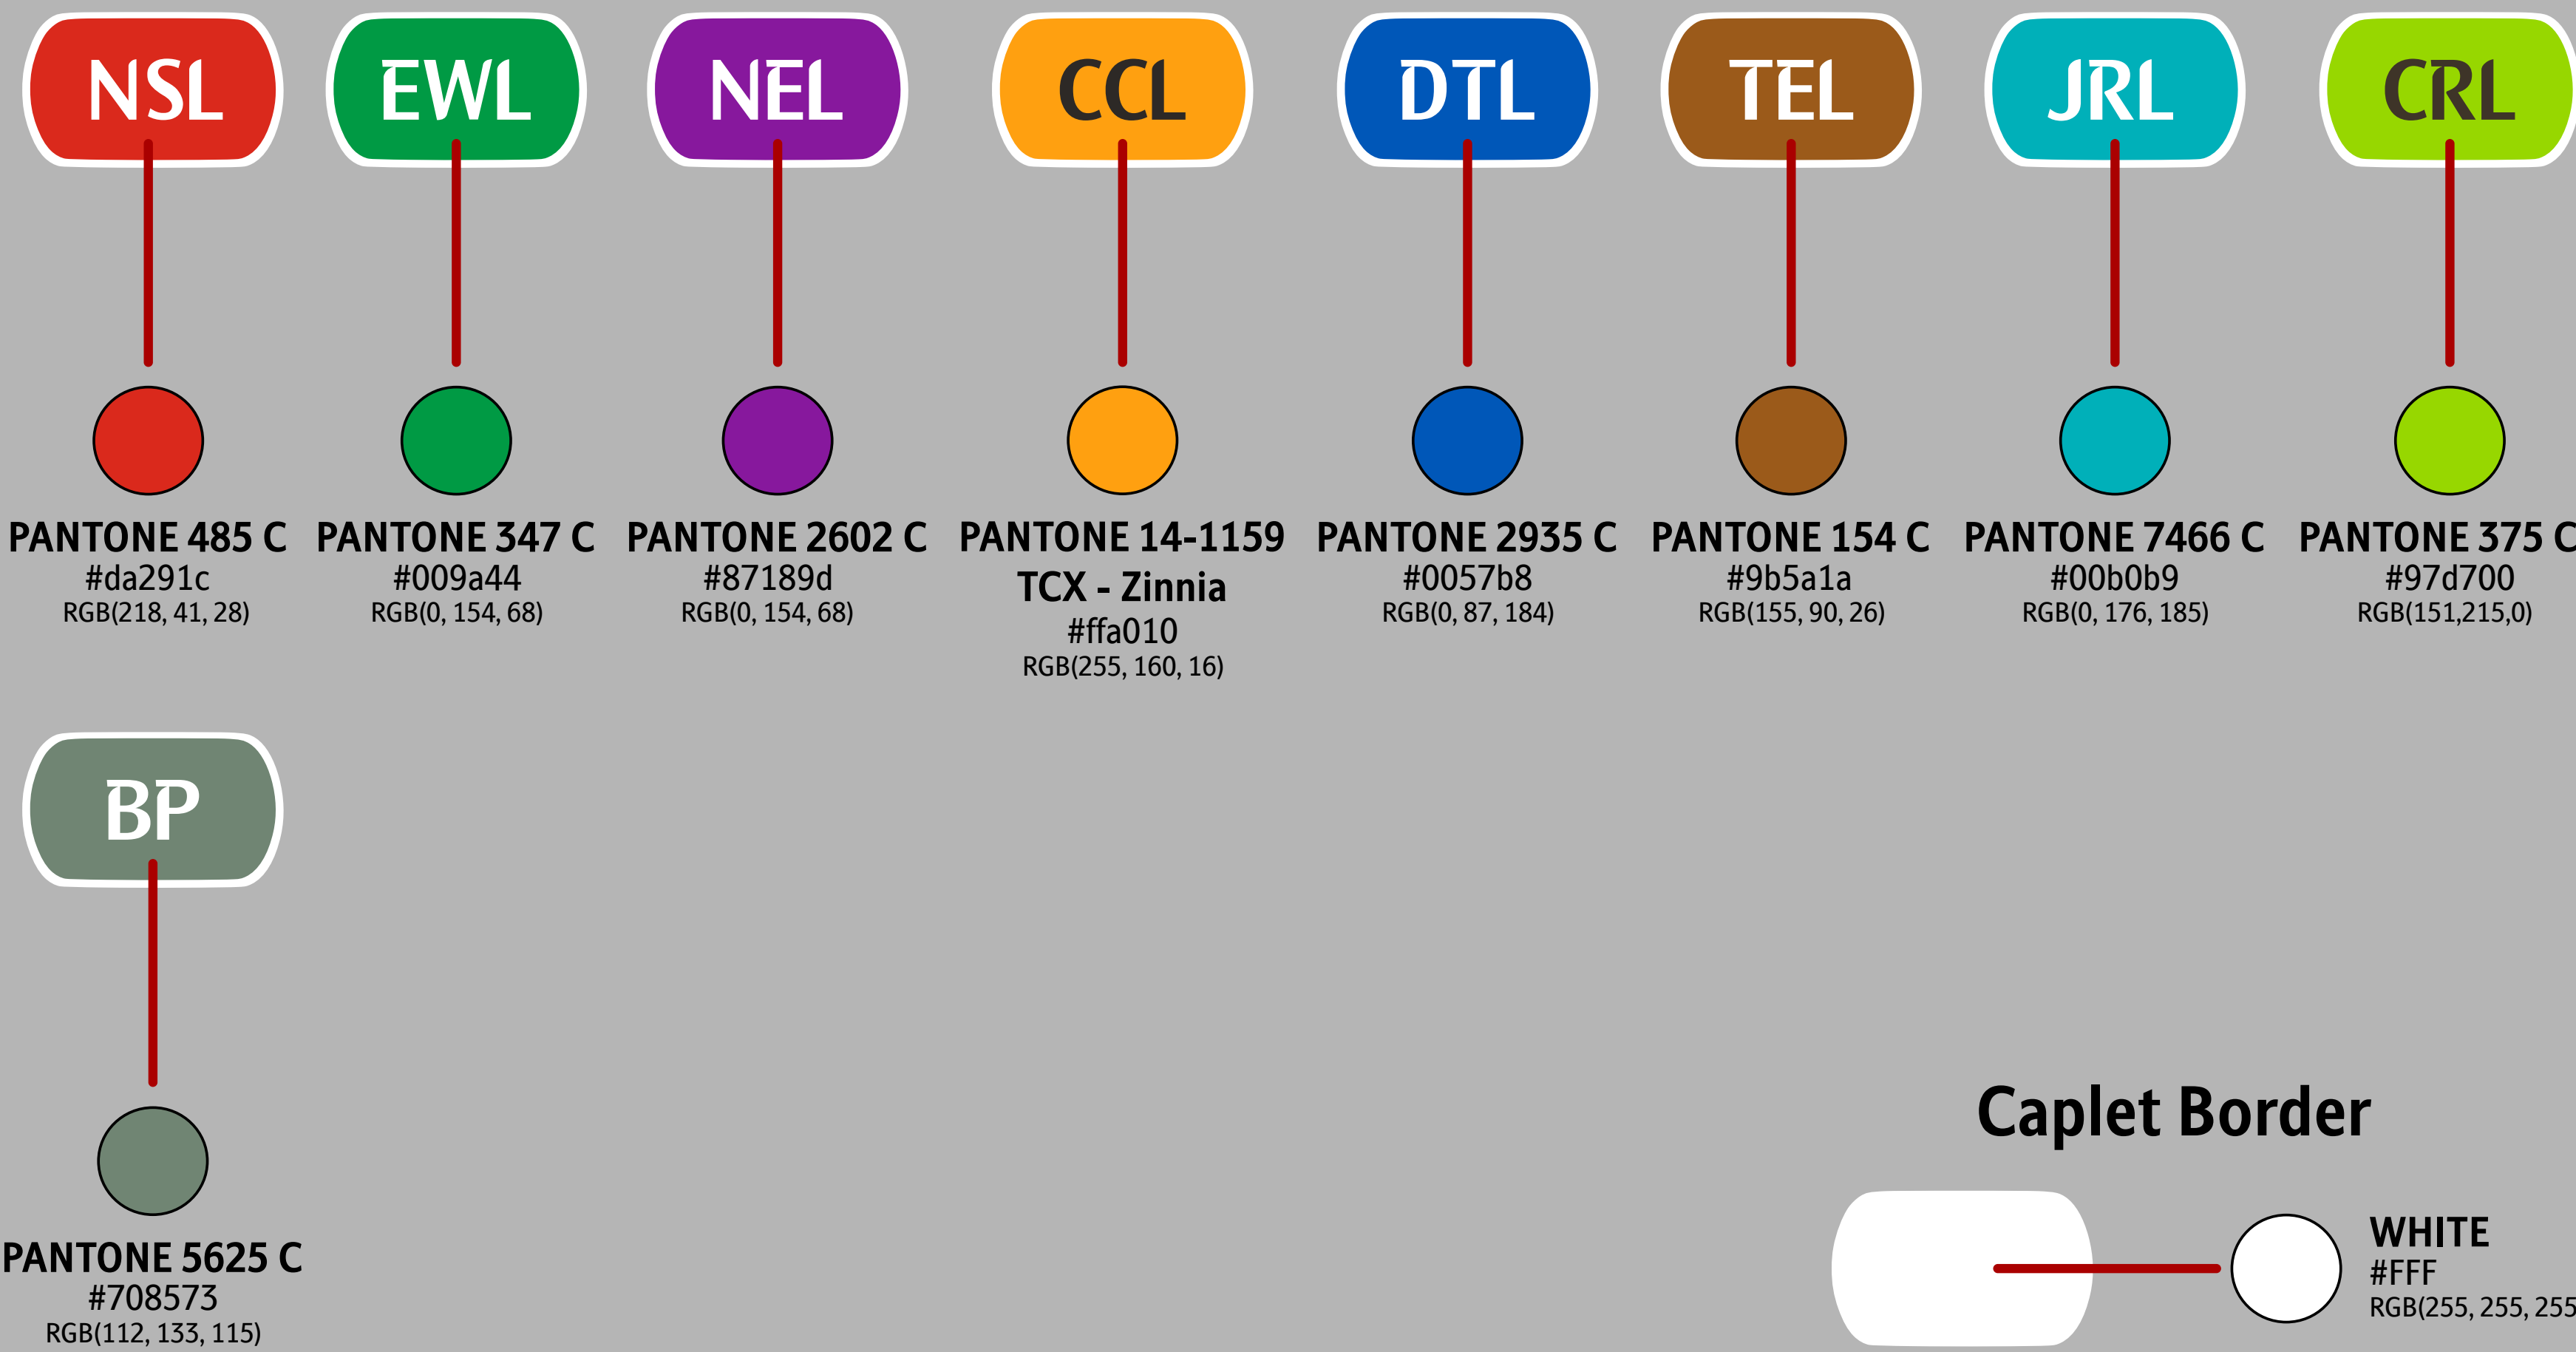 NSL
EWL
NEL
CCL
DTL
TEL
JRL
CRL
PANTONE 485 C
#da291c
RGB(218, 41, 28)
PANTONE 347 C
#009a44
RGB(0, 154, 68)
PANTONE 2602 C
#87189d
RGB(0, 154, 68)
PANTONE 14-1159
TCX - Zinnia
#ffa010
RGB(255, 160, 16)
PANTONE 2935 C
#0057b8
RGB(0, 87, 184)
PANTONE 154 C
#9b5a1a
RGB(155, 90, 26)
PANTONE 7466 C
#00b0b9
RGB(0, 176, 185)
PANTONE 375 C
#97d700
RGB(151,215,0)
BP
PANTONE 5625 C
#708573
RGB(112, 133, 115)
Caplet Border
WHITE
#FFF
RGB(255, 255, 255